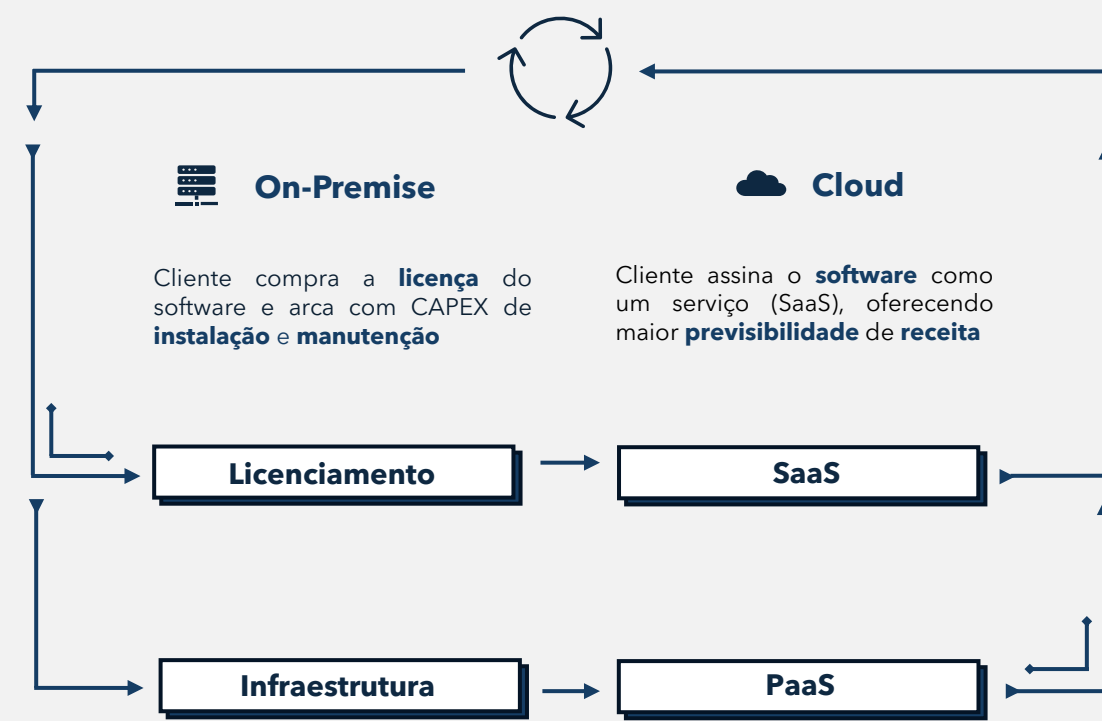 On-Premise
Cliente compra a licença do
software e arca com CAPEX de
instalação e manutenção
Cloud
Cliente assina o software como
um serviço (SaaS), oferecendo
maior previsibilidade de receita
Licenciamento
SaaS
Infraestrutura
PaaS